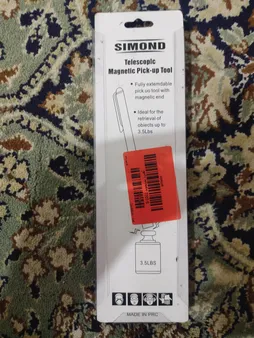 SIMOND
Telescopic
Magnetic Pick-up Tool
• Fully extendable
pick up tool with
magnetic end
• Ideal for the
retrieval of
objects up to
3.5Lbs
3.5LBS
MADE IN PRC